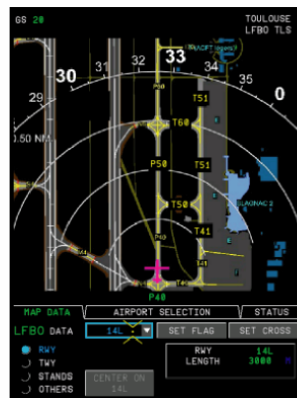 GS 20
TOULOUSE
LFBO TLS
33
32
34
31
35
30
0
29
T51
P60
T60
0.50 NM
P50
T51
T50
BLAGNAC 2
T41
P40
MAP DATA
AIRPORT SELECTION
STATUS
LFBO DATA
14L
SET FLAG
SET CROSS
RWY
TWY
STANDS
OTHERS
CENTER ON
14L
RWY 14L
LENGTH 3000